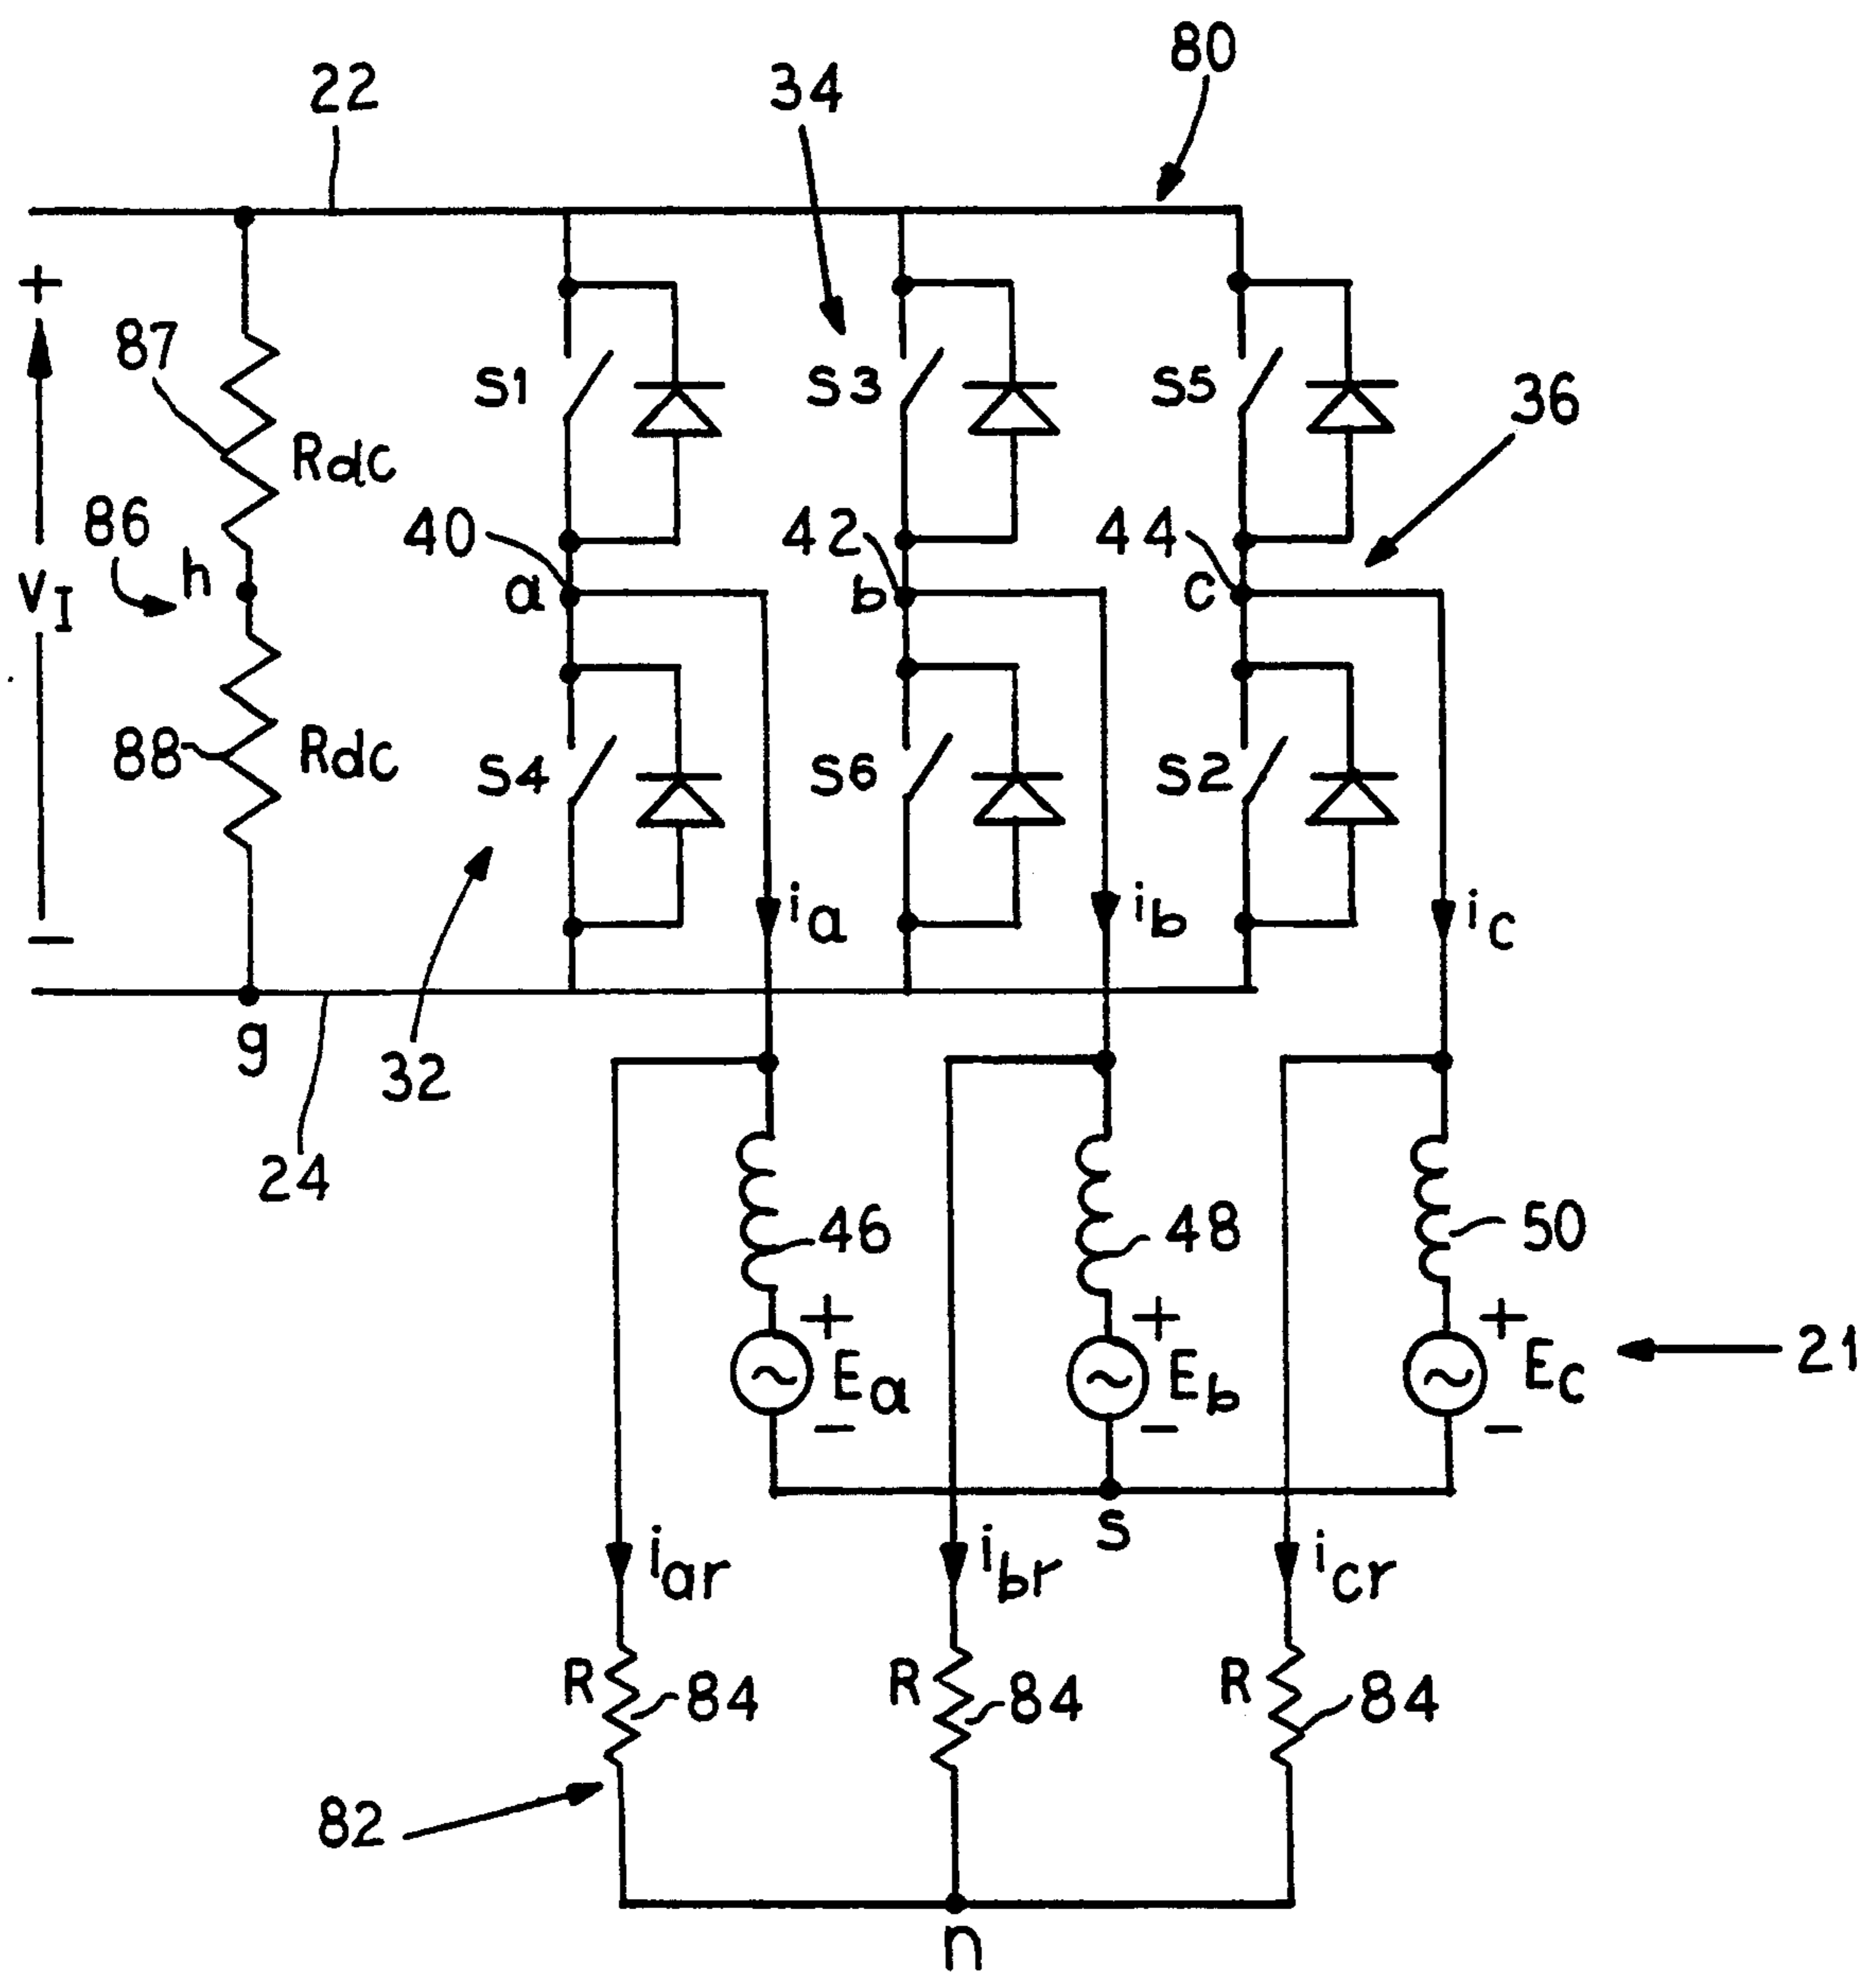 80
22
34
+
87
S1
S3
S5
36
Rdc
86
40
42
44
h
VI
a
b
c
88
Rdc
S4
S6
S2
ia
ib
ic
−
g
32
24
46
48
50
+
+
+
Ea
Eb
Ec
21
−
−
−
s
iar
ibr
icr
R
84
R
84
R
84
82
n